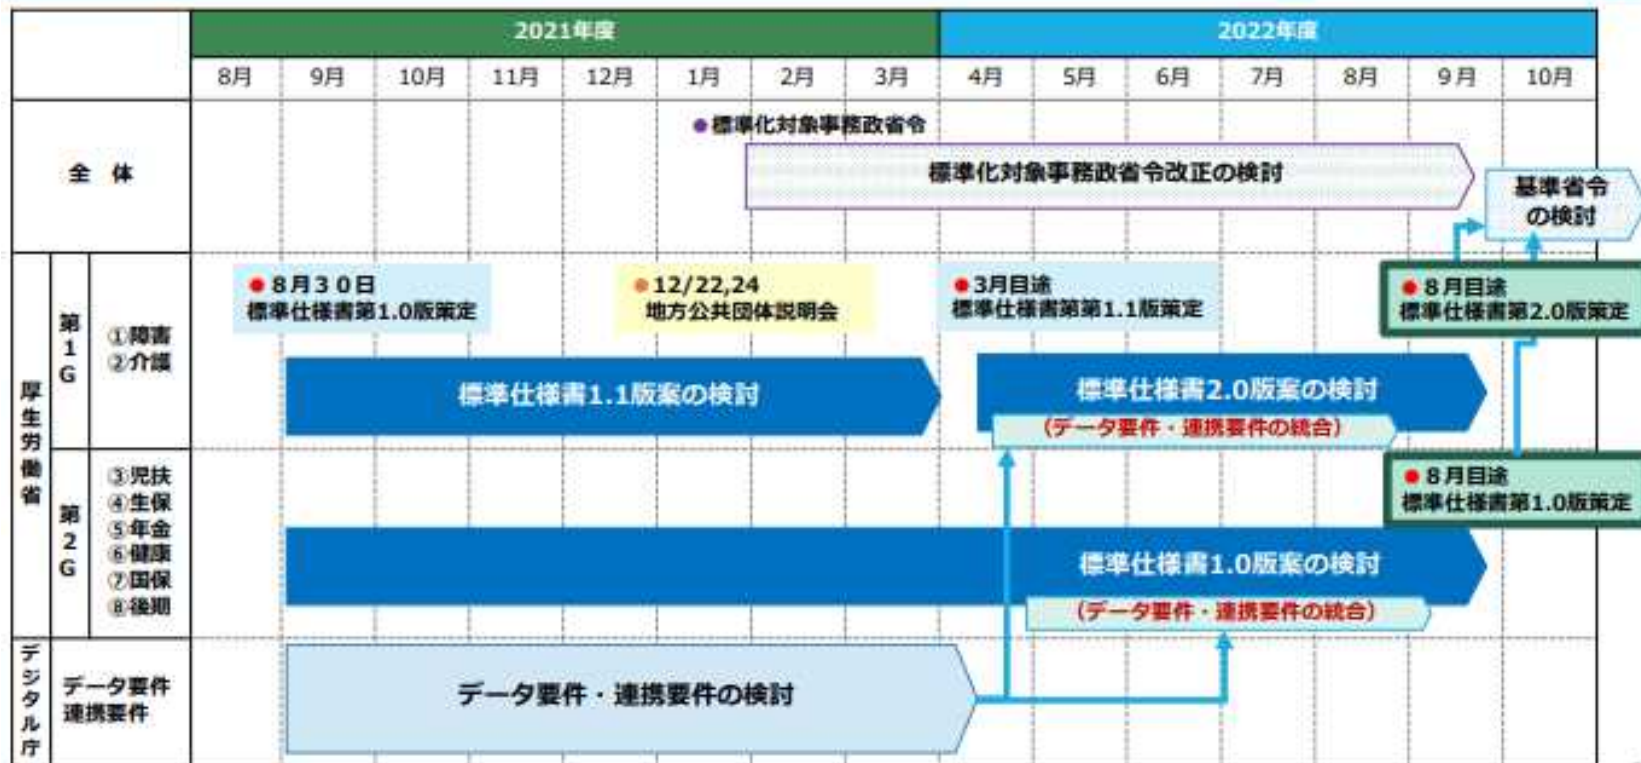 2021年度
2022年度
8月
9月
10月
11月
12月
1月
2月
3月
4月
5月
6月
7月
8月
9月
10月
全 体
●標準化対象事務政省令
標準化対象事務政省令改正の検討
基準省令
の検討
厚生労働省
第1G
①障害
②介護
●8月30日
標準仕様書第1.0版策定
●12/22,24
地方公共団体説明会
●3月目途
標準仕様書第第1.1版策定
●8月目途
標準仕様書第2.0版策定
標準仕様書1.1版案の検討
標準仕様書2.0版案の検討
(データ要件・連携要件の統合)
第2G
③児扶
④生保
⑤年金
⑥健康
⑦国保
⑧後期
●8月目途
標準仕様書第1.0版策定
標準仕様書1.0版案の検討
(データ要件・連携要件の統合)
デジタル庁
データ要件
連携要件
データ要件・連携要件の検討